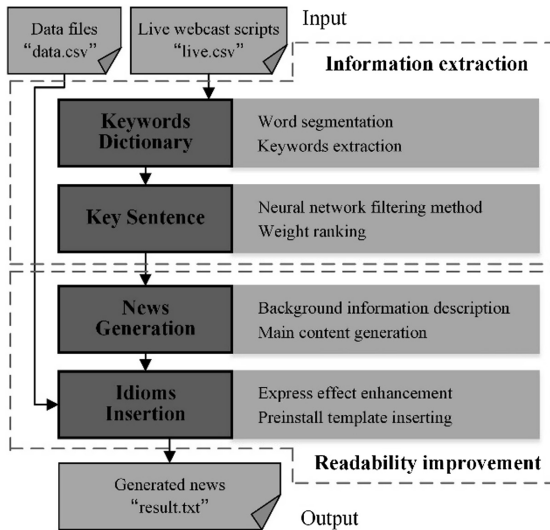 Data files
“data.csv”
Live webcast scripts
“live.csv”
Input
Information extraction
Keywords
Dictionary
Word segmentation
Keywords extraction
Key Sentence
Neural network filtering method
Weight ranking
News
Generation
Background information description
Main content generation
Idioms
Insertion
Express effect enhancement
Preinstall template inserting
Readability improvement
Generated news
“result.txt”
Output